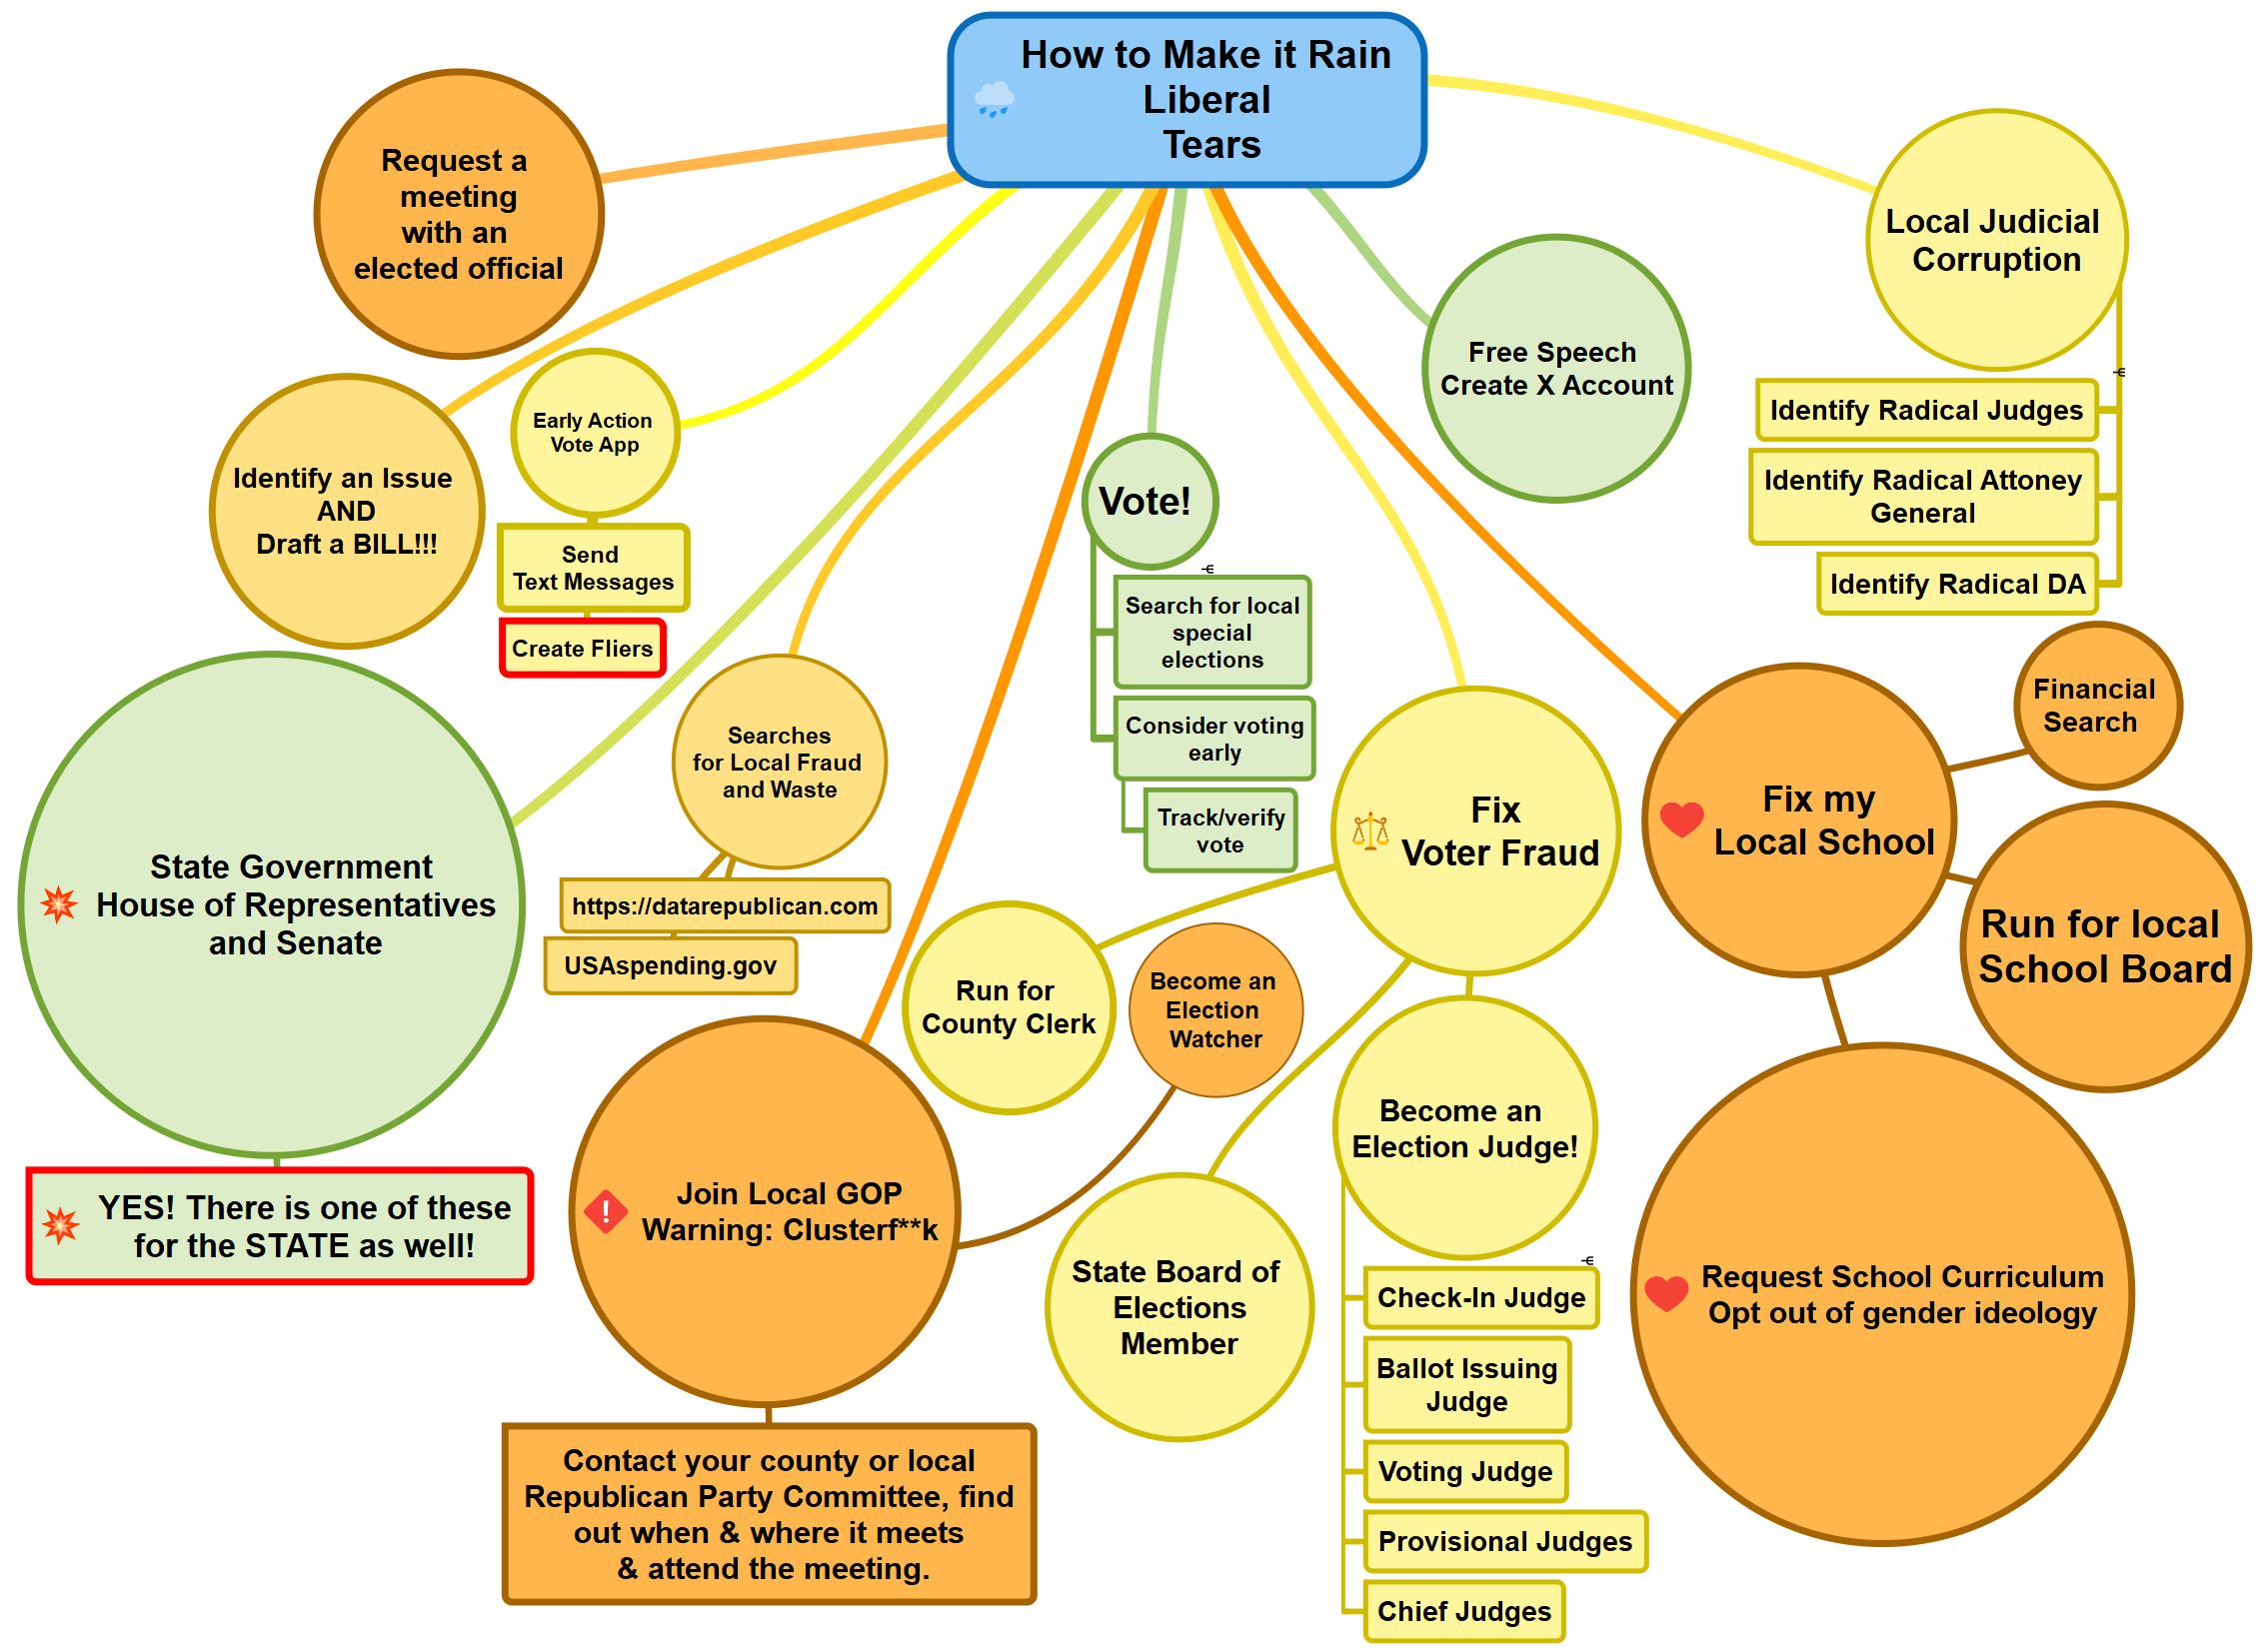 How to Make it Rain
Liberal
Tears
Request a
meeting
with an
elected official
Identify an Issue
AND
Draft a BILL!!!
Early Action
Vote App
Send
Text Messages
Create Fliers
State Government
House of Representatives
and Senate
YES! There is one of these
for the STATE as well!
Searches
for Local Fraud
and Waste
https://datarepublican.com
USAspending.gov
Join Local GOP
Warning: Clusterf**k
Contact your county or local
Republican Party Committee, find
out when & where it meets
& attend the meeting.
Become an
Election
Watcher
Vote!
Search for local
special
elections
Consider voting
early
Track/verify
vote
Fix
Voter Fraud
Run for
County Clerk
State Board of
Elections
Member
Become an
Election Judge!
Check-In Judge
Ballot Issuing
Judge
Voting Judge
Provisional Judges
Chief Judges
Fix my
Local School
Financial
Search
Run for local
School Board
Request School Curriculum
Opt out of gender ideology
Free Speech
Create X Account
Local Judicial
Corruption
Identify Radical Judges
Identify Radical Attoney
General
Identify Radical DA